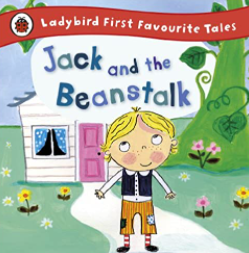 Ladybird First Favourite Tales
Jack and the
Beanstalk